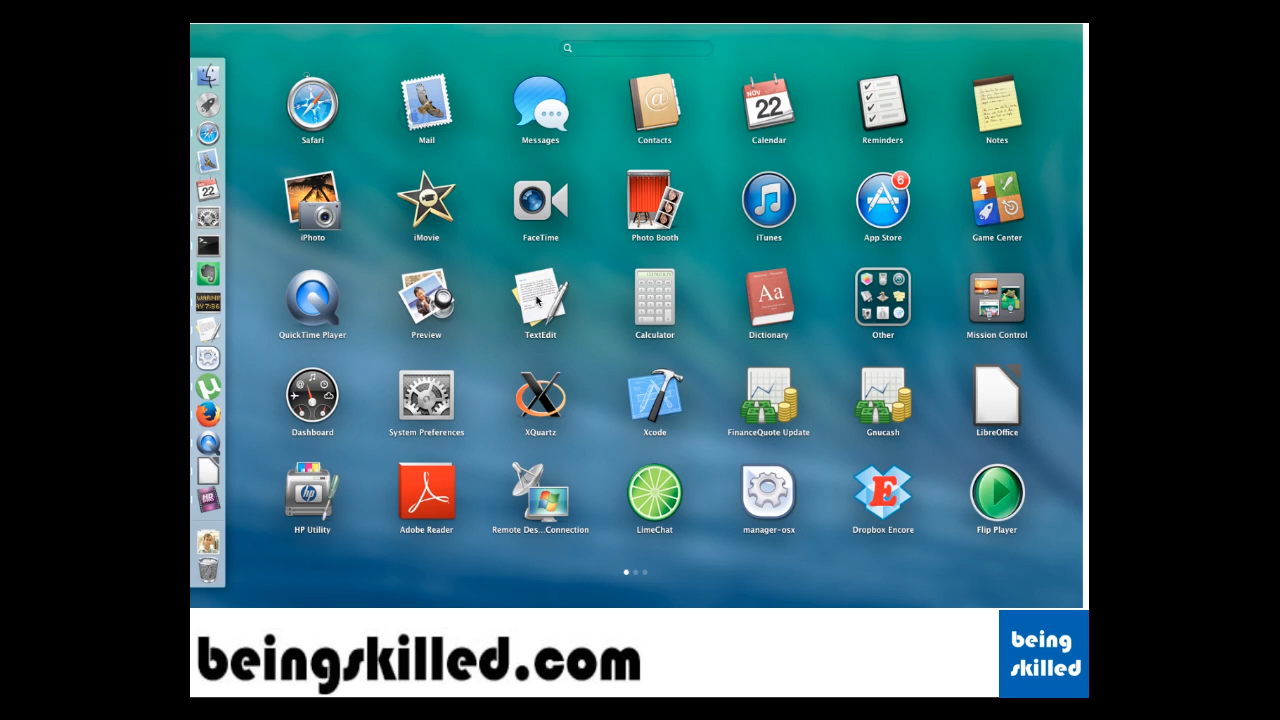 Safari
Mail
Messages
Contacts
NOV
22
Calendar
Reminders
Notes
22
iPhoto
iMovie
FaceTime
Photo Booth
iTunes
6
App Store
Game Center
QuickTime Player
Preview
TextEdit
Calculator
Aa
Dictionary
Other
Mission Control
Dashboard
System Preferences
XQuartz
Xcode
FinanceQuote Update
Gnucash
LibreOffice
hp
HP Utility
Adobe Reader
Remote Des...Connection
LimeChat
manager-osx
E
Dropbox Encore
Flip Player
beingskilled.com
being
skilled